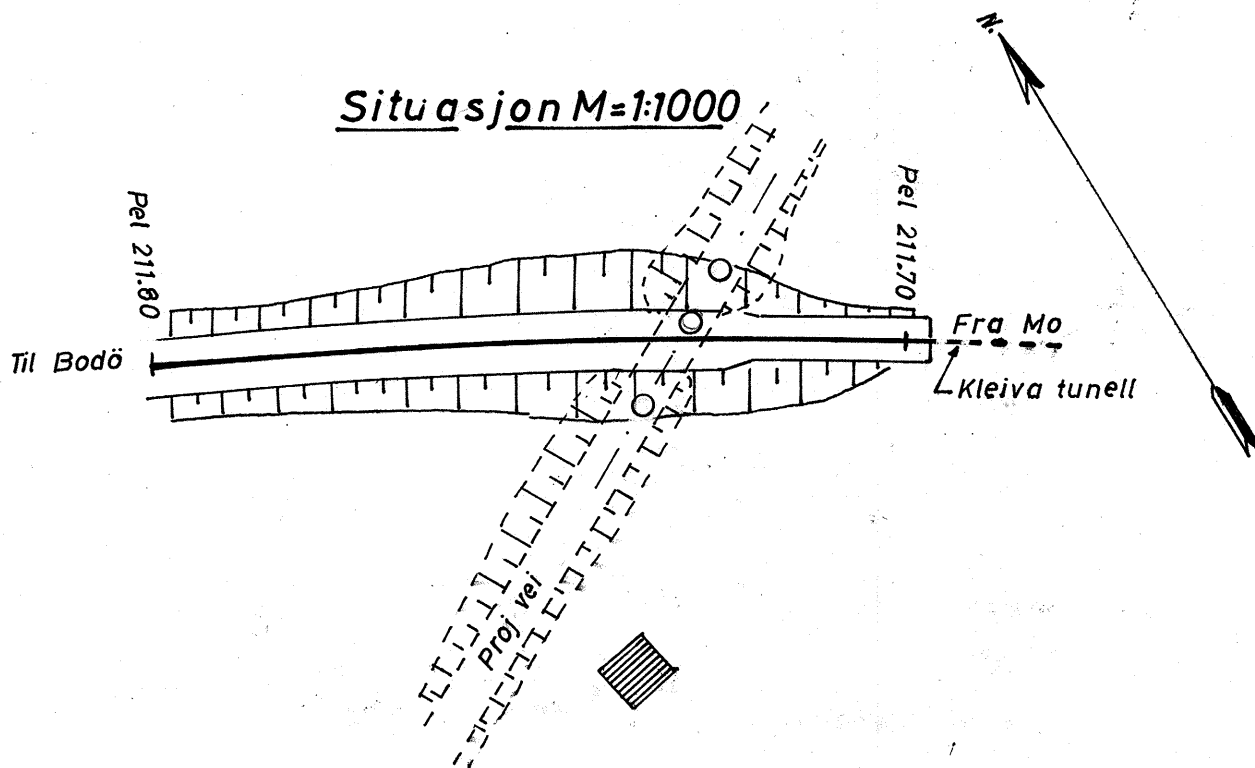 N.
Situasjon M=1:1000
Pel 211.80
Pel 211.70
Til Bodö
Fra Mo
Kleiva tunell
Proj vei